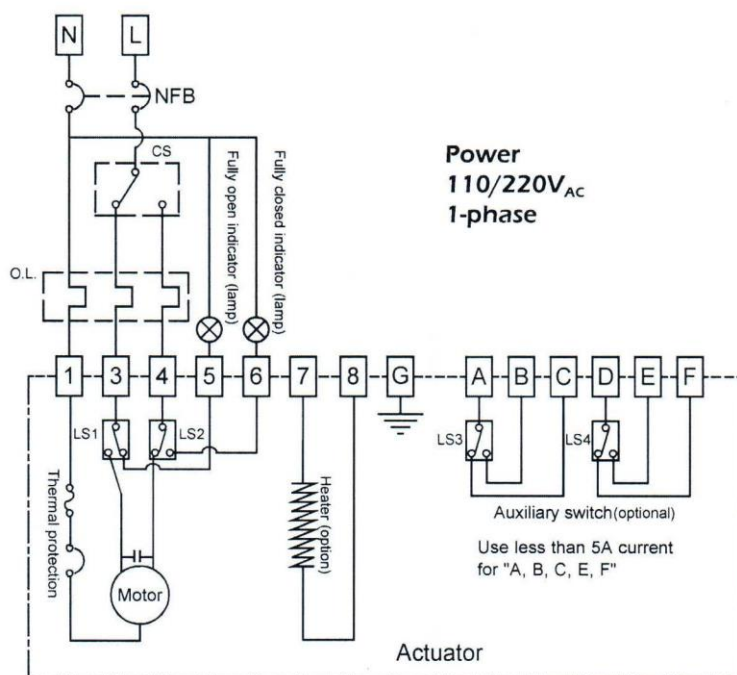 N
L
NFB
CS
Power
110/220VAC
1-phase
Fully open indicator (lamp)
Fully closed indicator (lamp)
O.L.
1
3
4
5
6
7
8
G
A
B
C
D
E
F
LS1
LS2
LS3
LS4
Thermal protection
Heater (option)
Auxiliary switch(optional)
Use less than 5A current
for "A, B, C, E, F"
Motor
Actuator